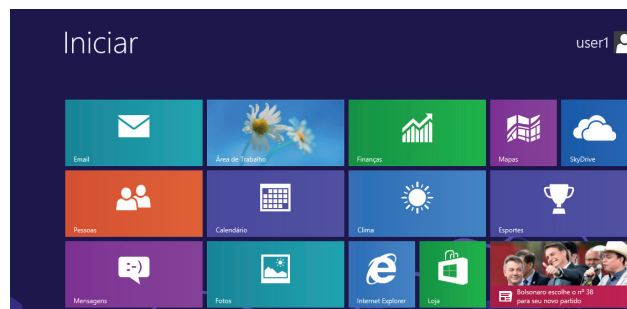 Iniciar
user1
Email
Área de Trabalho
Finanças
Mapas
SkyDrive
Pessoas
Calendário
Clima
Esportes
Mensagens
:-)
Fotos
Internet Explorer
Loja
Bolsonaro escolhe o nº 38
para seu novo partido